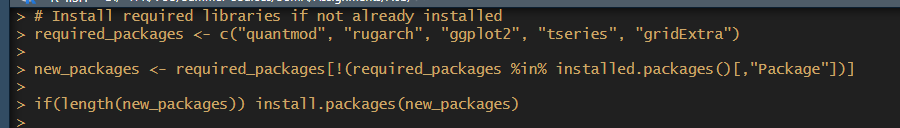 > # Install required libraries if not already installed
> required_packages <- c("quantmod", "rugarch", "ggplot2", "tseries", "gridExtra")
>
> new_packages <- required_packages[!(required_packages %in% installed.packages()[,"Package"])]
>
> if(length(new_packages)) install.packages(new_packages)
>